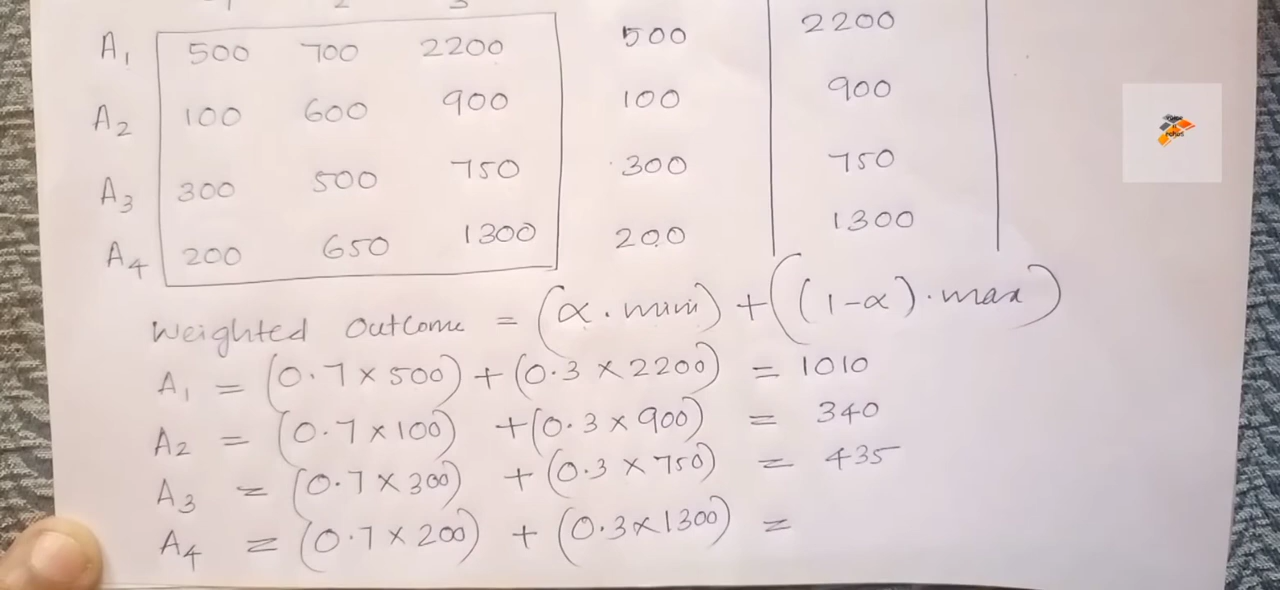 A1 500 700 2200 500 2200
A2 100 600 900 100 900
A3 300 500 750 300 750
A4 200 650 1300 200 1300
Weighted Outcome = (α . mini) + ((1-α) . max)
A1 = (0.7 × 500) + (0.3 × 2200) = 1010
A2 = (0.7 × 100) + (0.3 × 900) = 340
A3 = (0.7 × 300) + (0.3 × 750) = 435
A4 = (0.7 × 200) + (0.3 × 1300) =